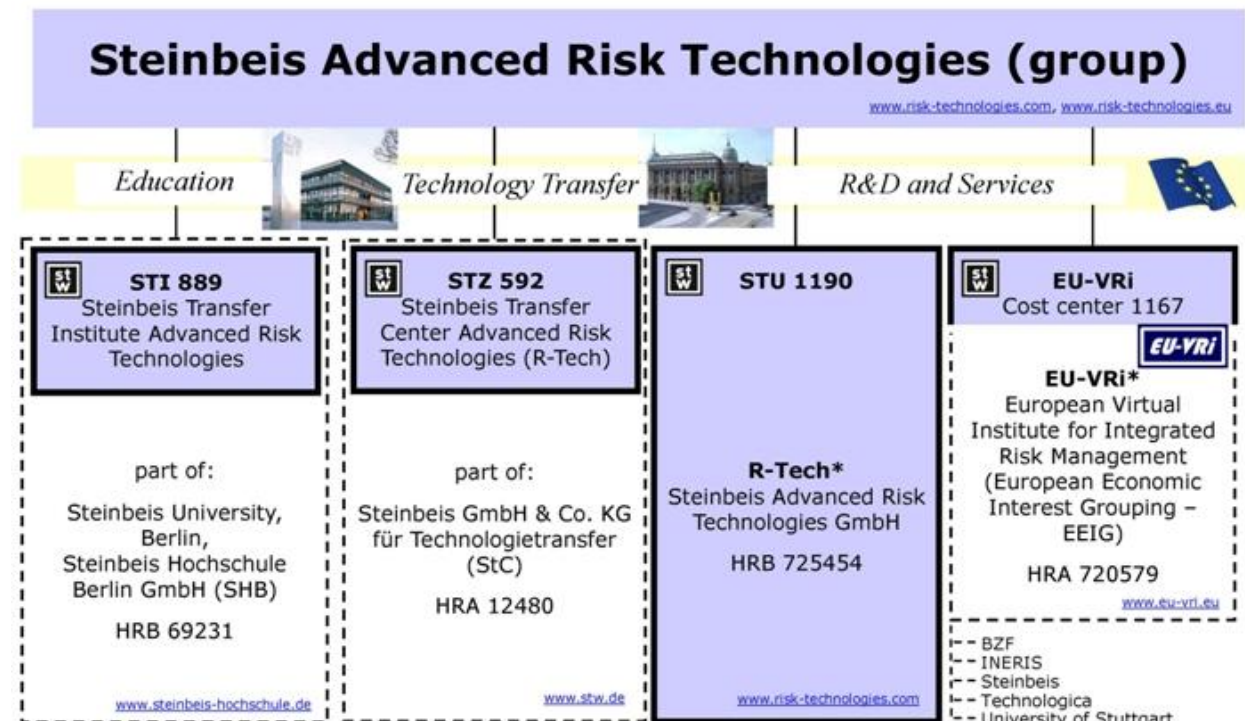 Steinbeis Advanced Risk Technologies (group)
www.risk-technologies.com, www.risk-technologies.eu
Education
Technology Transfer
R&D and Services
st
w
STI 889
Steinbeis Transfer
Institute Advanced Risk
Technologies
part of:
Steinbeis University,
Berlin,
Steinbeis Hochschule
Berlin GmbH (SHB)
HRB 69231
www.steinbeis-hochschule.de
st
w
STZ 592
Steinbeis Transfer
Center Advanced Risk
Technologies (R-Tech)
part of:
Steinbeis GmbH & Co. KG
für Technologietransfer
(StC)
HRA 12480
www.stw.de
st
w
STU 1190
R-Tech*
Steinbeis Advanced Risk
Technologies GmbH
HRB 725454
www.risk-technologies.com
st
w
EU-VRi
Cost center 1167
EU-VRi
EU-VRi*
European Virtual
Institute for Integrated
Risk Management
(European Economic
Interest Grouping –
EEIG)
HRA 720579
www.eu-vri.eu
BZF
INERIS
Steinbeis
Technologica
University of Stuttgart